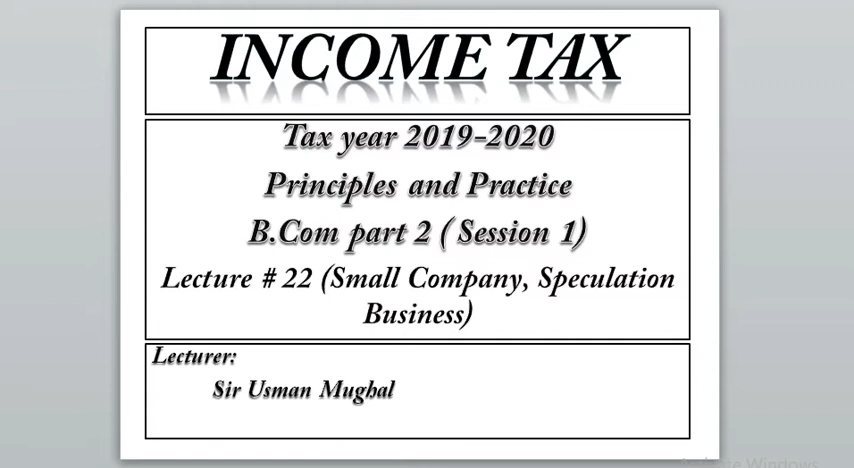 INCOME TAX
Tax year 2019-2020
Principles and Practice
B.Com part 2 ( Session 1)
Lecture # 22 (Small Company, Speculation
Business)
Lecturer:
Sir Usman Mughal
Windows